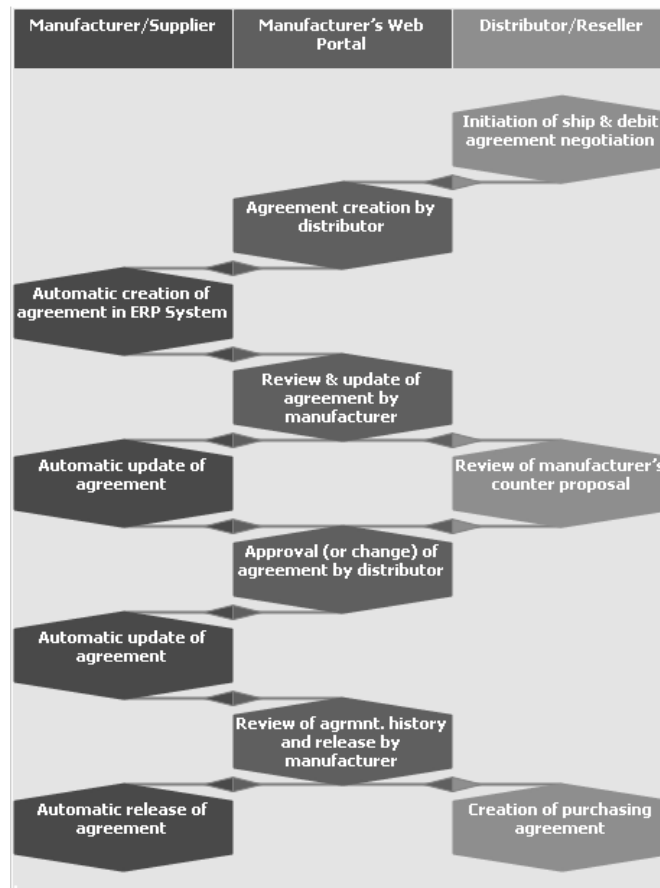 Manufacturer/Supplier
Manufacturer's Web
Portal
Distributor/Reseller
Initiation of ship & debit
agreement negotiation
Agreement creation by
distributor
Automatic creation of
agreement in ERP System
Review & update of
agreement by
manufacturer
Automatic update of
agreement
Review of manufacturer's
counter proposal
Approval (or change) of
agreement by distributor
Automatic update of
agreement
Review of agrmnt. history
and release by
manufacturer
Automatic release of
agreement
Creation of purchasing
agreement